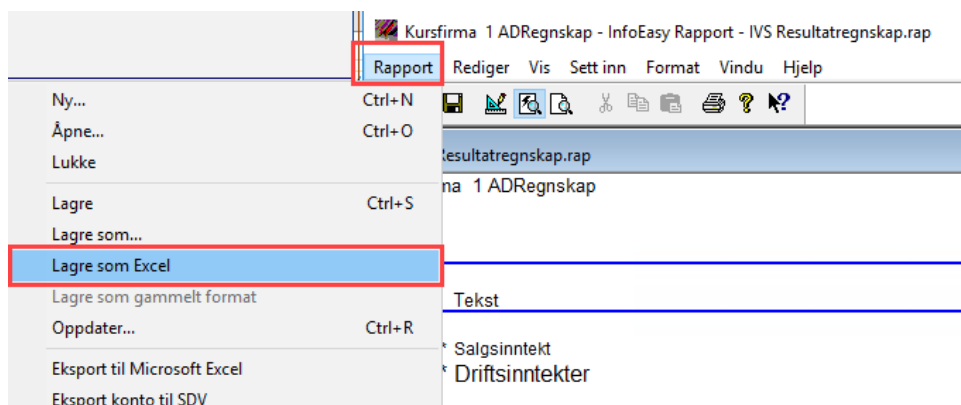 Kursfirma 1 ADRegnskap - InfoEasy Rapport - IVS Resultatregnskap.rap
Rapport Rediger Vis Sett inn Format Vindu Hjelp
Ny... Ctrl+N
Åpne... Ctrl+O
Lukke
Lagre Ctrl+S
Lagre som...
Lagre som Excel
Lagre som gammelt format
Oppdater... Ctrl+R
Eksport til Microsoft Excel
Eksport konto til SDV
Resultatregnskap.rap
ma 1 ADRegnskap
Tekst
* Salgsinntekt
* Driftsinntekter